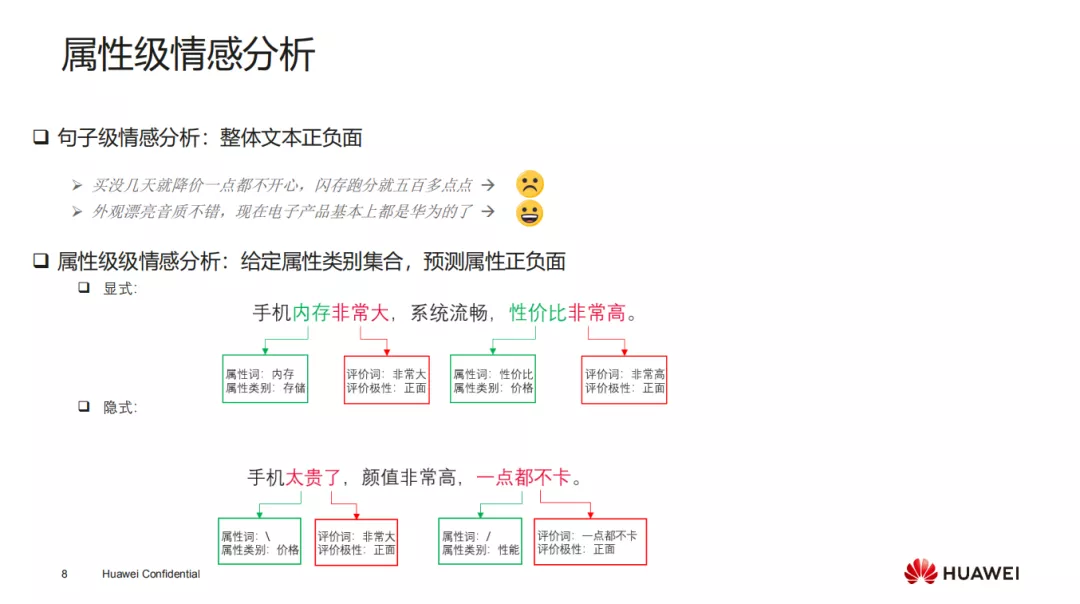 属性级情感分析
句子级情感分析：整体文本正负面
买没几天就降价一点都不开心，闪存跑分就五百多点点
外观漂亮音质不错，现在电子产品基本上都是华为的了
属性级级情感分析：给定属性类别集合，预测属性正负面
显式:
手机内存非常大，系统流畅，性价比非常高。
属性词：内存
属性类别：存储
评价词：非常大
评价极性：正面
属性词：性价比
属性类别：价格
评价词：非常高
评价极性：正面
隐式:
手机太贵了，颜值非常高，一点都不卡。
属性词：\
属性类别：价格
评价词：非常大
评价极性：正面
属性词：/
属性类别：性能
评价词：一点都不卡
评价极性：正面
8 Huawei Confidential
HUAWEI